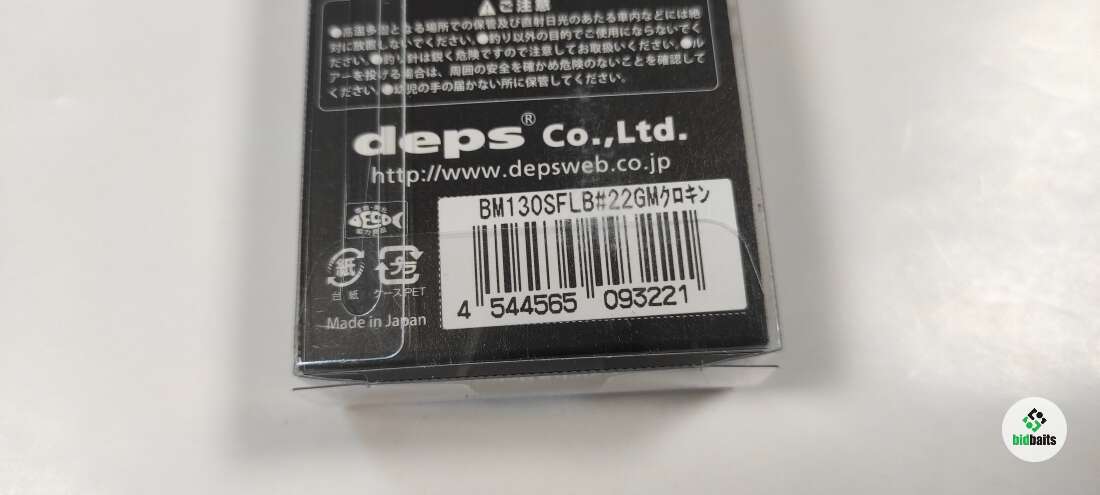 ご注意
●高温多湿となる場所での保管及び直射日光のあたる車内などには絶
対に放置しないでください。●釣り以外の目的でご使用にならないでく
ださい。●釣り針は鋭く危険ですので注意してお取扱いください。●ル
アーを投げる場合は、周囲の安全を確かめ危険のないことを確認して
ください。●幼児の手の届かない所に保管してください。
deps® Co.,Ltd.
http://www.depsweb.co.jp
BM130SFLB#22GMクロキン
4 544565 093221
紙
台紙
プラ
ケースPET
Made in Japan
bidbaits